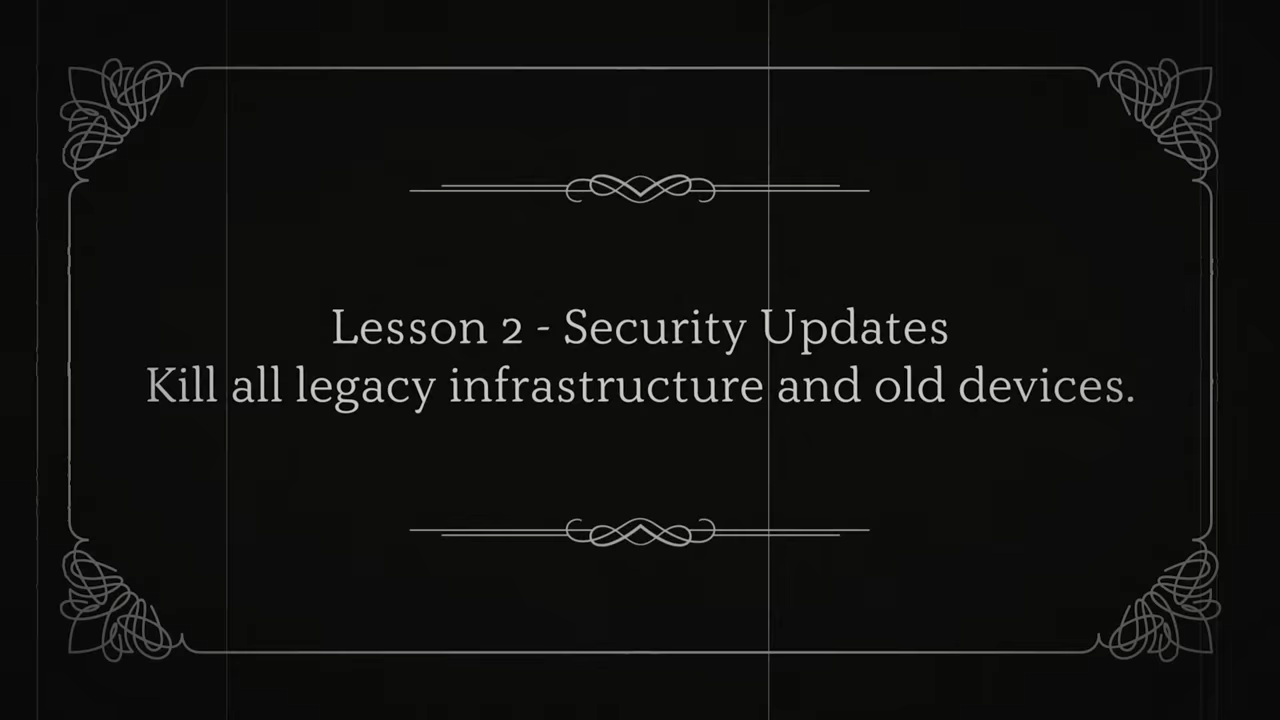 Lesson 2 - Security Updates
Kill all legacy infrastructure and old devices.